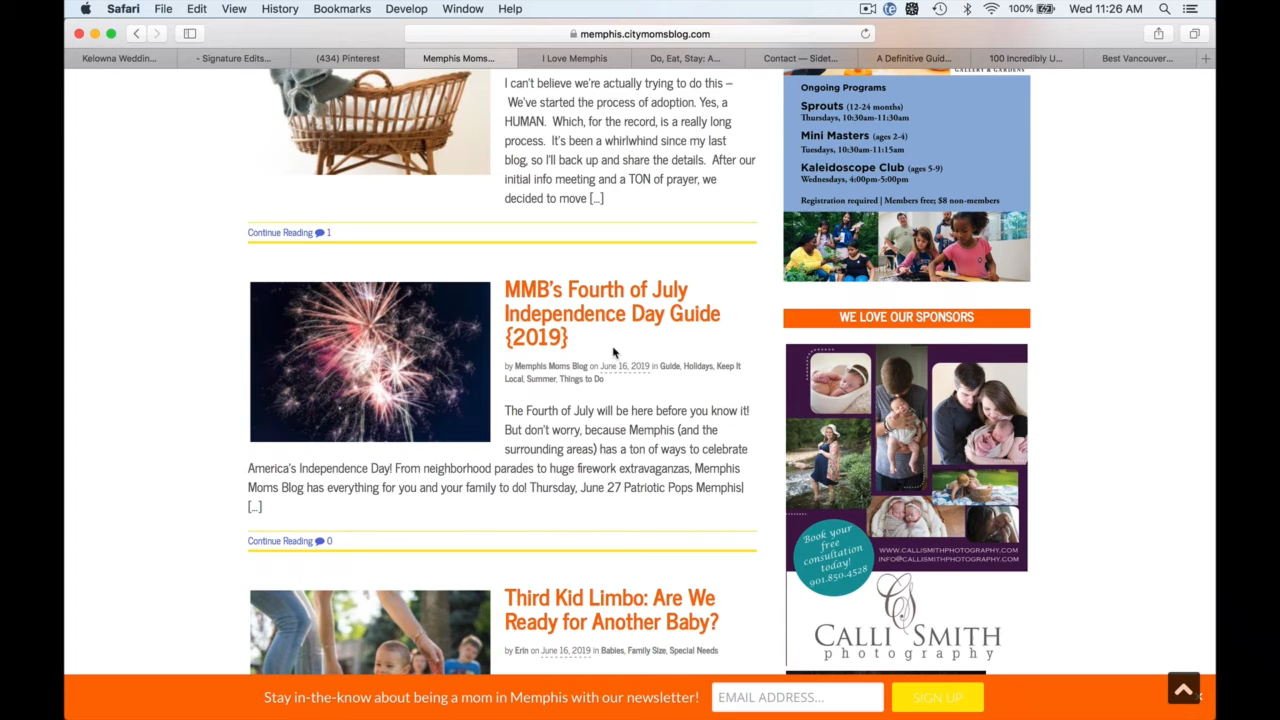 Safari File Edit View History Bookmarks Develop Window Help
100% Wed 11:26 AM
memphis.citymomsblog.com
Kelowna Weddin...
- Signature Edits...
(434) Pinterest
Memphis Moms...
I Love Memphis
Do, Eat, Stay: A...
Contact — Sidet...
A Definitive Guid...
100 Incredibly U...
Best Vancouver...
I can't believe we're actually trying to do this –
We've started the process of adoption. Yes, a
HUMAN. Which, for the record, is a really long
process. It's been a whirlwhind since my last
blog, so I'll back up and share the details. After our
initial info meeting and a TON of prayer, we
decided to move [...]
Continue Reading 1
MMB's Fourth of July
Independence Day Guide
{2019}
by Memphis Moms Blog on June 16, 2019 in Guide, Holidays, Keep It
Local, Summer, Things to Do
The Fourth of July will be here before you know it!
But don't worry, because Memphis (and the
surrounding areas) has a ton of ways to celebrate
America's Independence Day! From neighborhood parades to huge firework extravaganzas, Memphis
Moms Blog has everything for you and your family to do! Thursday, June 27 Patriotic Pops Memphis|
[...]
Continue Reading 0
Third Kid Limbo: Are We
Ready for Another Baby?
by Erin on June 16, 2019 in Babies, Family Size, Special Needs
GALLERY & GARDENS
Ongoing Programs
Sprouts (12-24 months)
Thursdays, 10:30am-11:30am
Mini Masters (ages 2-4)
Tuesdays, 10:30am-11:15am
Kaleidoscope Club (ages 5-9)
Wednesdays, 4:00pm-5:00pm
Registration required | Members free; $8 non-members
WE LOVE OUR SPONSORS
Book your
free
consultation
today!
901.850-4528
WWW.CALLISMITHPHOTOGRAPHY.COM
INFO@CALLISMITHPHOTOGRAPHY.COM
CS
CALLI SMITH
photography
Stay in-the-know about being a mom in Memphis with our newsletter!
EMAIL ADDRESS...
SIGN UP